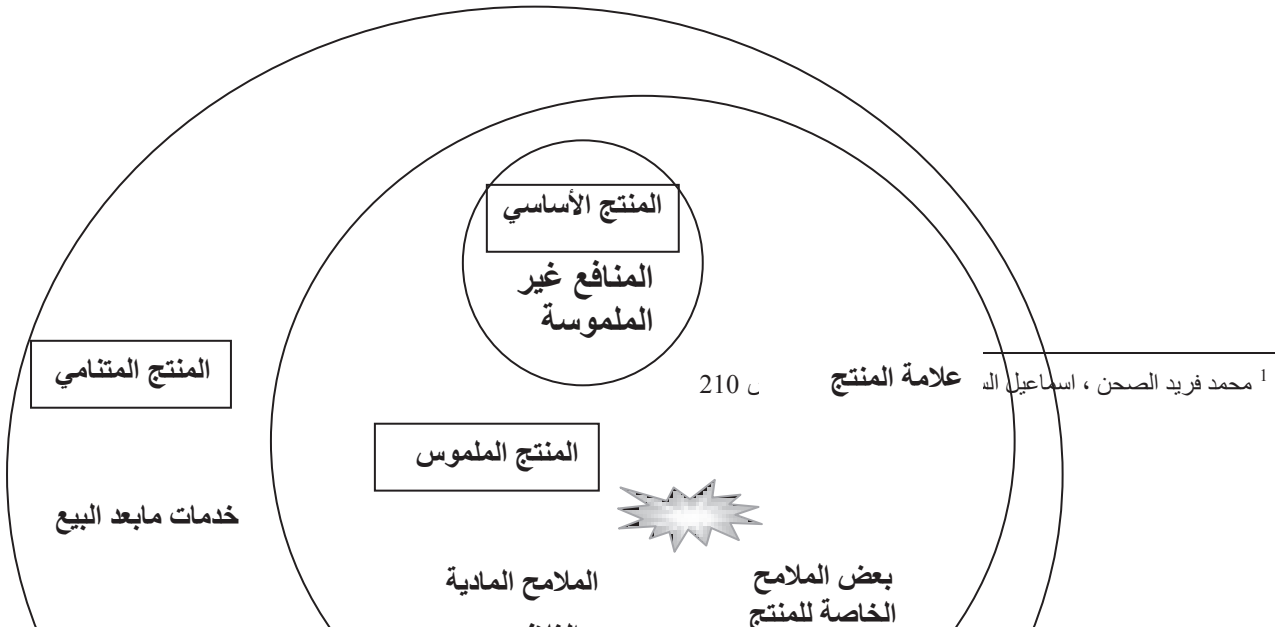 المنتج الأساسي
المنافع غير
الملموسة
المنتج المتنامي
علامة المنتج
1 محمد فريد الصحن ، اسماعيل
210
المنتج الملموس
خدمات مابعد البيع
الملامح المادية
بعض الملامح
الخاصة للمنتج